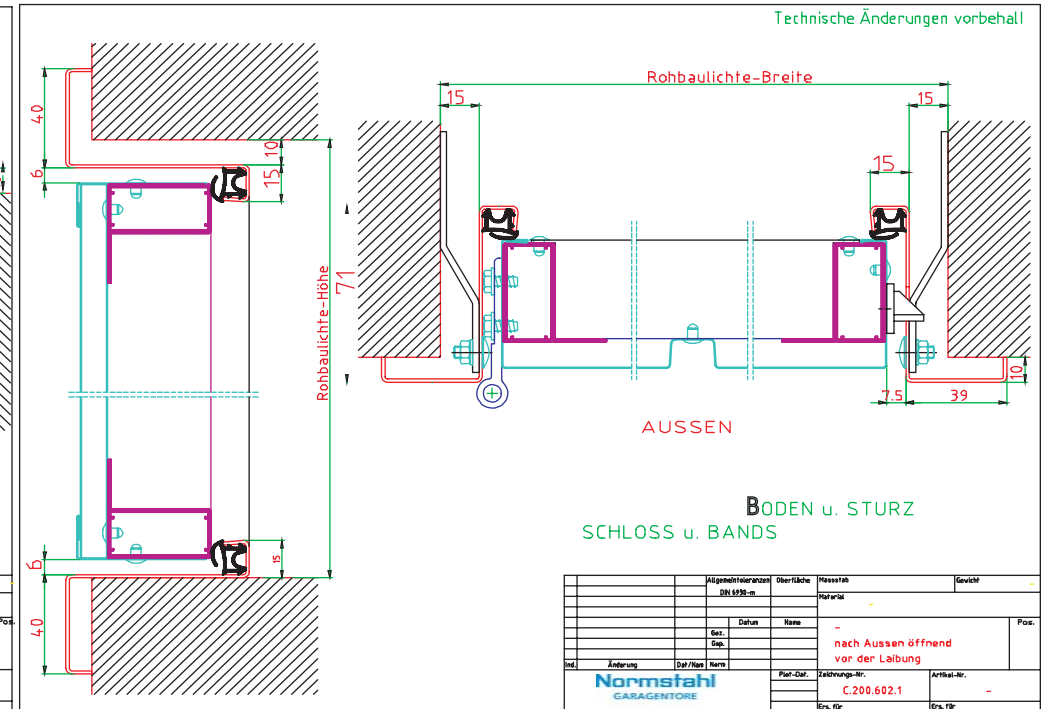 Technische Änderungen vorbehall
Rohbaulichte-Breite
15
15
15
40
6
10
15
Rohbaulichte-Höhe
71
10
7.5
39
AUSSEN
6
15
40
BODEN u. STURZ
SCHLOSS u. BANDS
Allgemeintoleranzen
DIN 6930-m
Oberfläche
Massstab
Gewicht
-
Material
-
Datum
Name
-
Pos.
Gez.
Gep.
nach Aussen öffnend
vor der Laibung
Ind.
Änderung
Dat/Nam
Norm
Normstahl
GARAGENTORE
Plot-Dat.
Zeichnungs-Nr.
C.200.602.1
Artikel-Nr.
-
Ers. für
Ers. für
Pos.